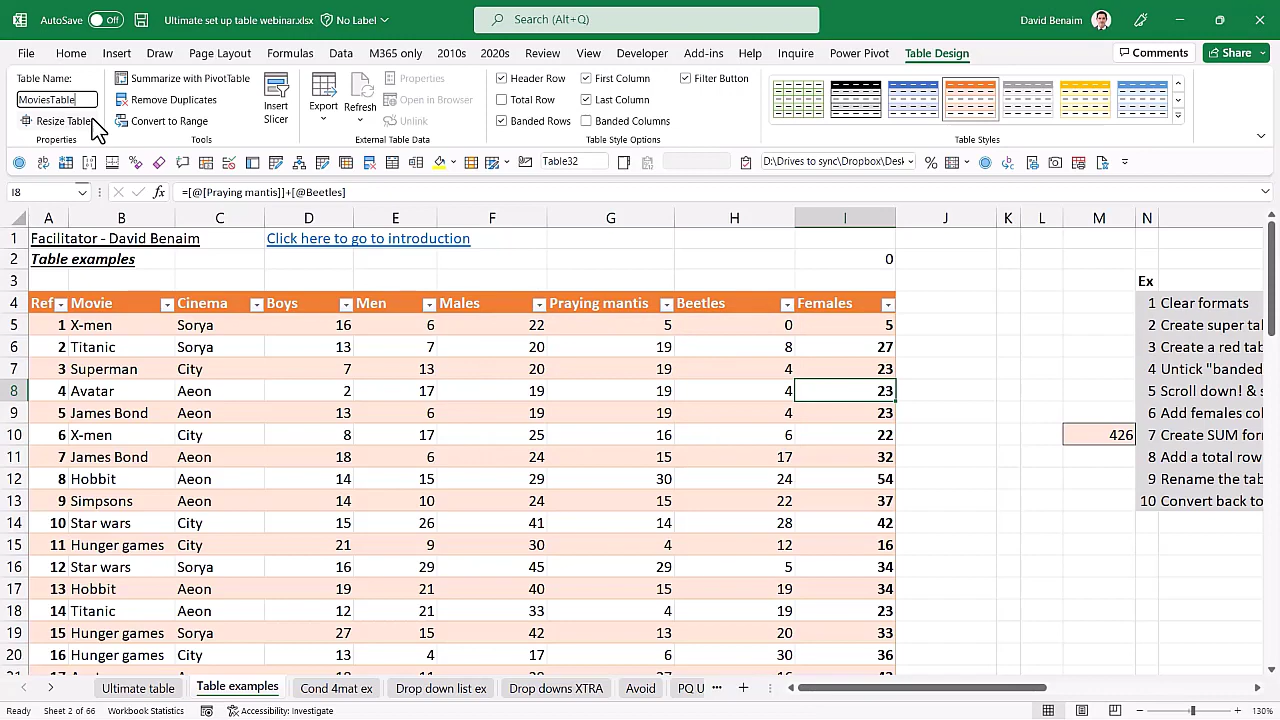 AutoSave Off Ultimate set up table webinar.xlsx No Label Search (Alt+Q) David Benaim
File Home Insert Draw Page Layout Formulas Data M365 only 2010s 2020s Review View Developer Add-ins Help Inquire Power Pivot Table Design Comments Share
Table Name: Summarize with PivotTable Properties Header Row First Column Filter Button
MoviesTable Remove Duplicates Insert Slicer Export Refresh Open in Browser Total Row Last Column
Resize Table Convert to Range Unlink Banded Rows Banded Columns
Properties Tools External Table Data Table Style Options Table Styles
Table32 D:\Drives to sync\Dropbox\Desk
I8 fx =[@[Praying mantis]]+[@Beetles]
A B C D E F G H I J K L M N
1 Facilitator - David Benaim Click here to go to introduction
2 Table examples 0
3 Ex
4 Ref Movie Cinema Boys Men Males Praying mantis Beetles Females 1 Clear formats
5 1 X-men Sorya 16 6 22 5 0 5 2 Create super ta
6 2 Titanic Sorya 13 7 20 19 8 27 3 Create a red tab
7 3 Superman City 7 13 20 19 4 23 4 Untick "banded
8 4 Avatar Aeon 2 17 19 19 4 23 5 Scroll down! & s
9 5 James Bond Aeon 13 6 19 19 4 23 6 Add females col
10 6 X-men City 8 17 25 16 6 22 426 7 Create SUM for
11 7 James Bond Aeon 18 6 24 15 17 32 8 Add a total row
12 8 Hobbit Aeon 14 15 29 30 24 54 9 Rename the tab
13 9 Simpsons Aeon 14 10 24 15 22 37 10 Convert back to
14 10 Star wars City 15 26 41 14 28 42
15 11 Hunger games City 21 9 30 4 12 16
16 12 Star wars Sorya 16 29 45 29 5 34
17 13 Hobbit Aeon 19 21 40 15 19 34
18 14 Titanic Aeon 12 21 33 4 19 23
19 15 Hunger games Sorya 27 15 42 13 20 33
20 16 Hunger games City 13 4 17 6 30 36
Ultimate table Table examples Cond 4mat ex Drop down list ex Drop downs XTRA Avoid PQ U
Ready Sheet 2 of 66 Workbook Statistics Accessibility: Investigate 130%